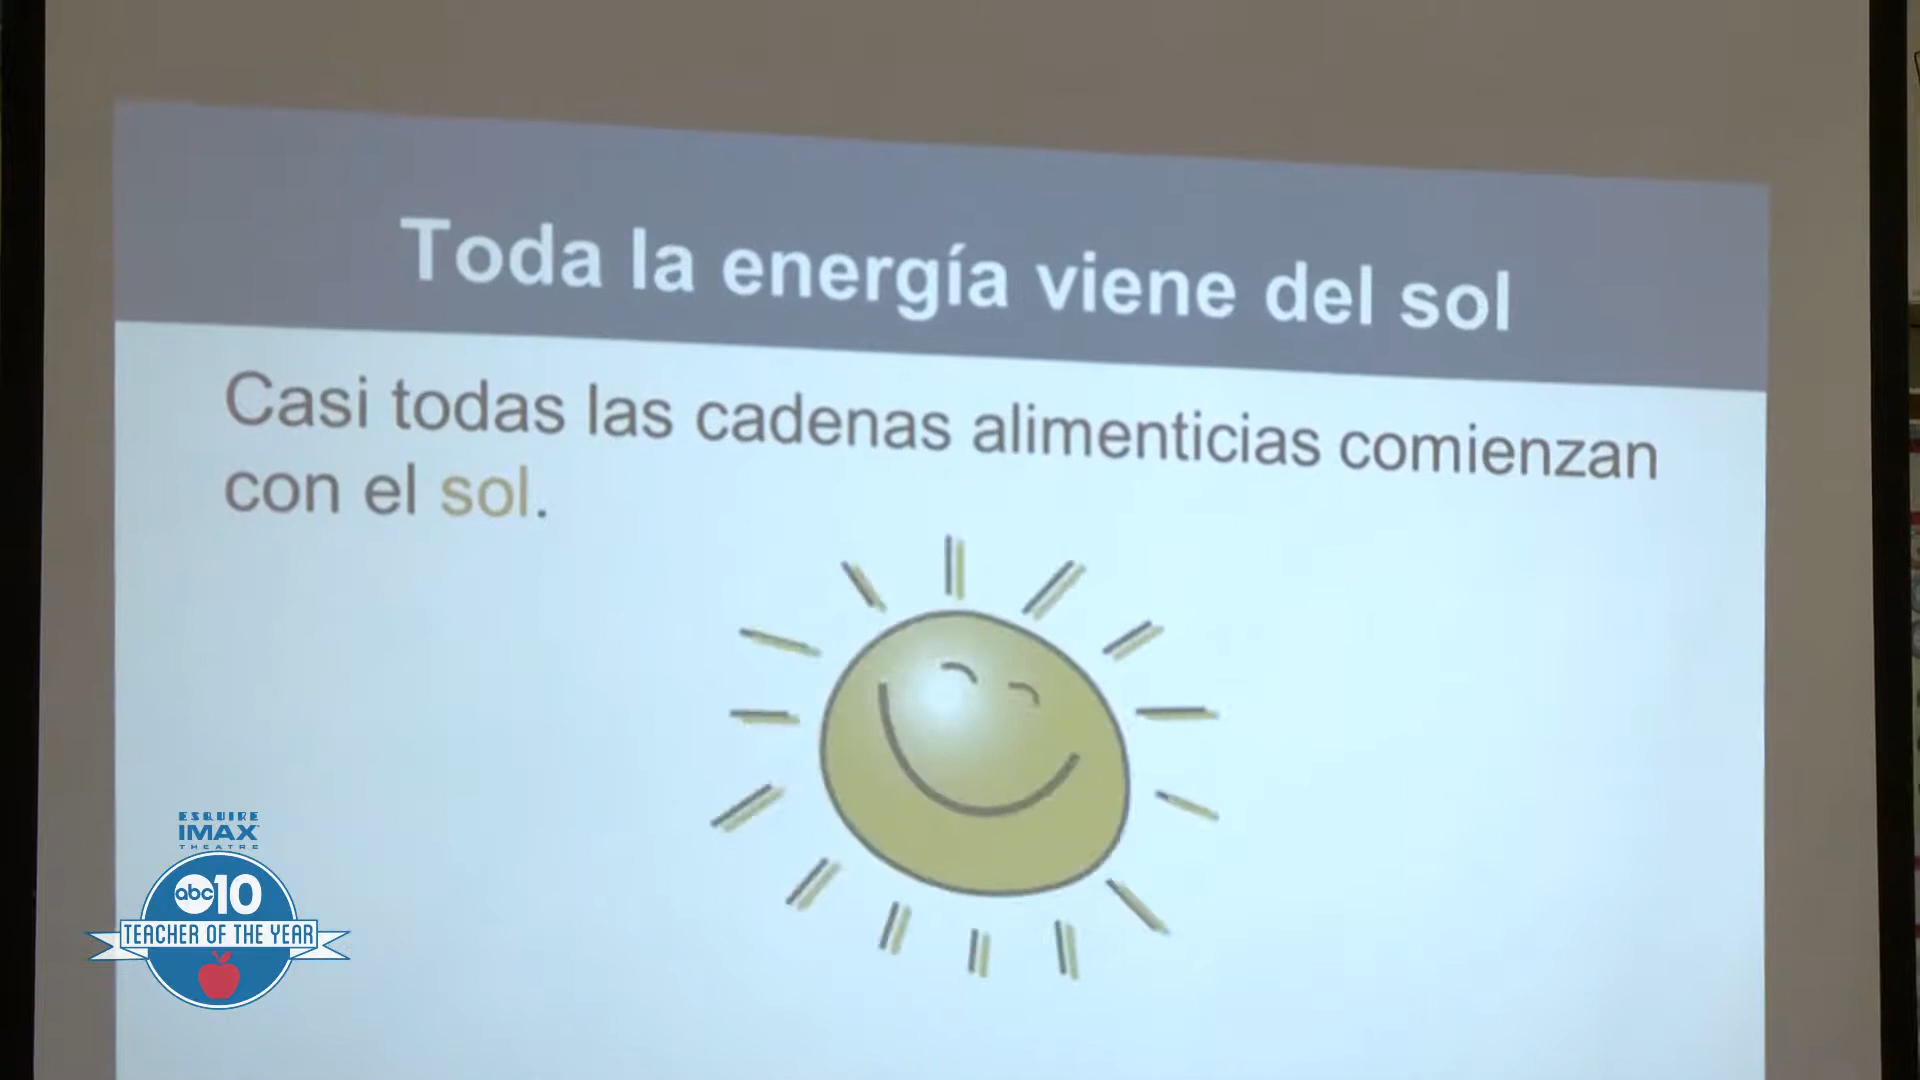 Toda la energía viene del sol
Casi todas las cadenas alimenticias comienzan
con el sol.
ESQUIRE
IMAX
THEATRE
abc10
TEACHER OF THE YEAR